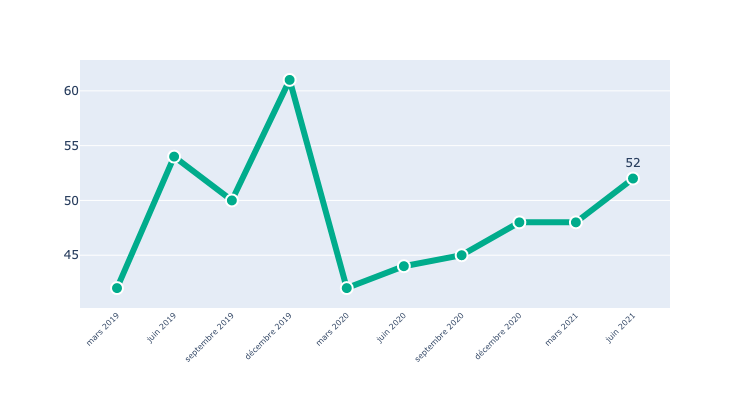 60
55
50
45
52
mars 2019
juin 2019
septembre 2019
décembre 2019
mars 2020
juin 2020
septembre 2020
décembre 2020
mars 2021
juin 2021